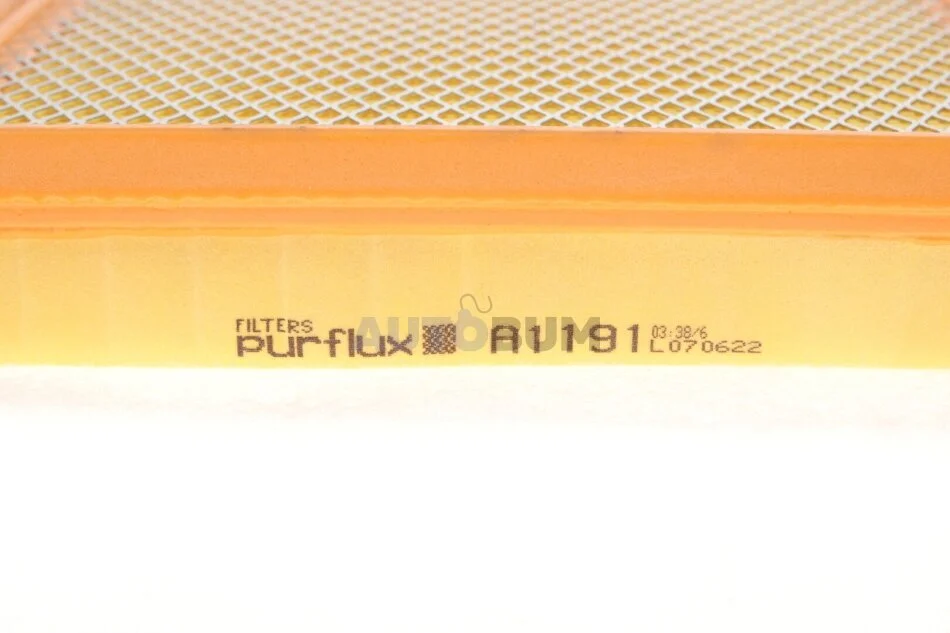 FILTERS
purflux A1191 03:38/6
L070622
AUTODRUM